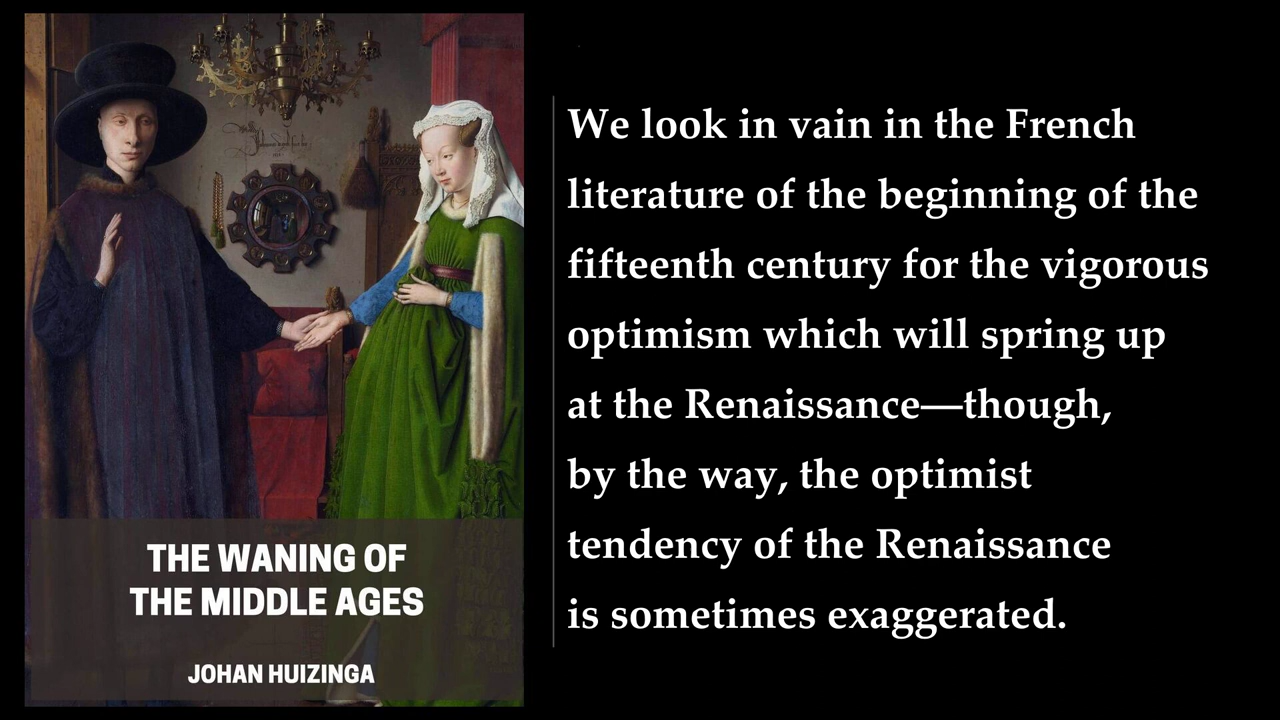 THE WANING OF
THE MIDDLE AGES
JOHAN HUIZINGA
We look in vain in the French
literature of the beginning of the
fifteenth century for the vigorous
optimism which will spring up
at the Renaissance—though,
by the way, the optimist
tendency of the Renaissance
is sometimes exaggerated.